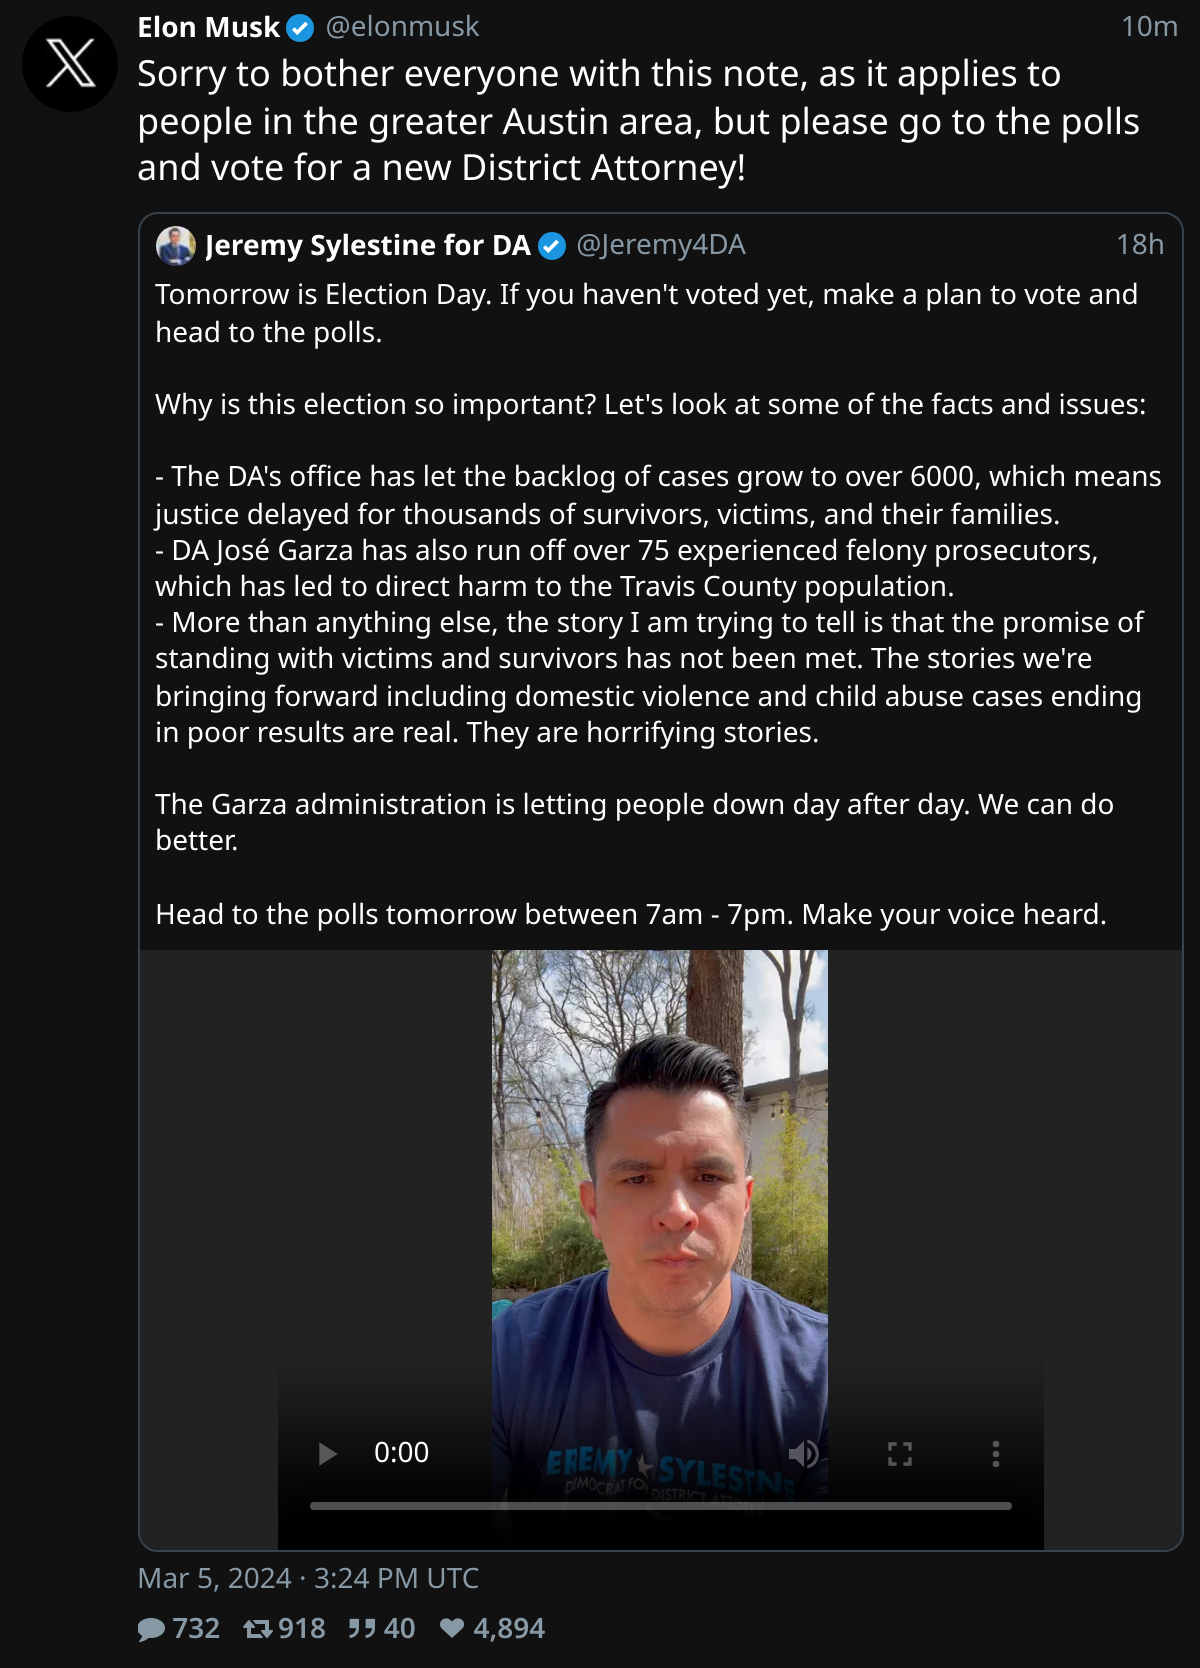 Elon Musk @elonmusk 10m
Sorry to bother everyone with this note, as it applies to
people in the greater Austin area, but please go to the polls
and vote for a new District Attorney!
Jeremy Sylestine for DA @Jeremy4DA 18h
Tomorrow is Election Day. If you haven't voted yet, make a plan to vote and
head to the polls.
Why is this election so important? Let's look at some of the facts and issues:
- The DA's office has let the backlog of cases grow to over 6000, which means
justice delayed for thousands of survivors, victims, and their families.
- DA José Garza has also run off over 75 experienced felony prosecutors,
which has led to direct harm to the Travis County population.
- More than anything else, the story I am trying to tell is that the promise of
standing with victims and survivors has not been met. The stories we're
bringing forward including domestic violence and child abuse cases ending
in poor results are real. They are horrifying stories.
The Garza administration is letting people down day after day. We can do
better.
Head to the polls tomorrow between 7am - 7pm. Make your voice heard.
EREMY SYLESTNE
DEMOCRAT FO DISTRICT ATTORN
0:00
Mar 5, 2024 · 3:24 PM UTC
732 918 40 4,894